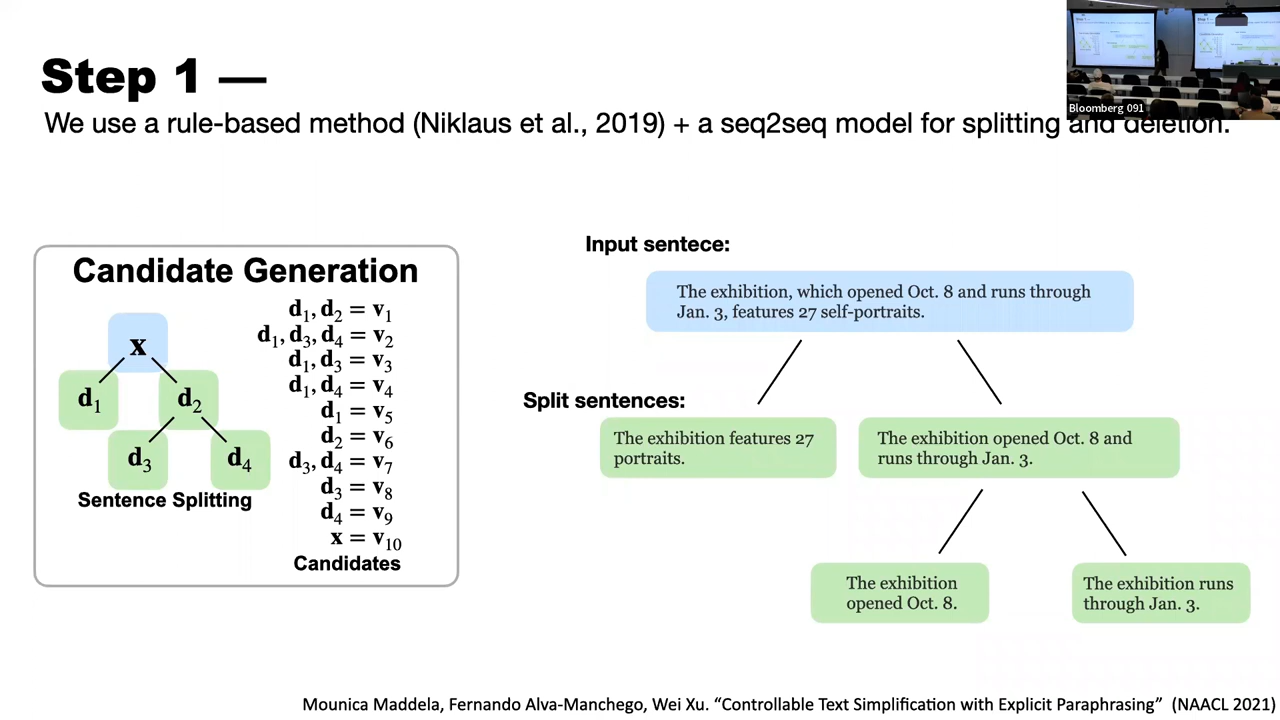 Step 1 —
We use a rule-based method (Niklaus et al., 2019) + a seq2seq model for splitting and deletion.
Bloomberg 091
Candidate Generation
x
d1
d2
d3
d4
Sentence Splitting
d1, d2 = v1
d1, d3, d4 = v2
d1, d3 = v3
d1, d4 = v4
d1 = v5
d2 = v6
d3, d4 = v7
d3 = v8
d4 = v9
x = v10
Candidates
Input sentece:
The exhibition, which opened Oct. 8 and runs through
Jan. 3, features 27 self-portraits.
Split sentences:
The exhibition features 27
portraits.
The exhibition opened Oct. 8 and
runs through Jan. 3.
The exhibition
opened Oct. 8.
The exhibition runs
through Jan. 3.
Mounica Maddela, Fernando Alva-Manchego, Wei Xu. “Controllable Text Simplification with Explicit Paraphrasing” (NAACL 2021)